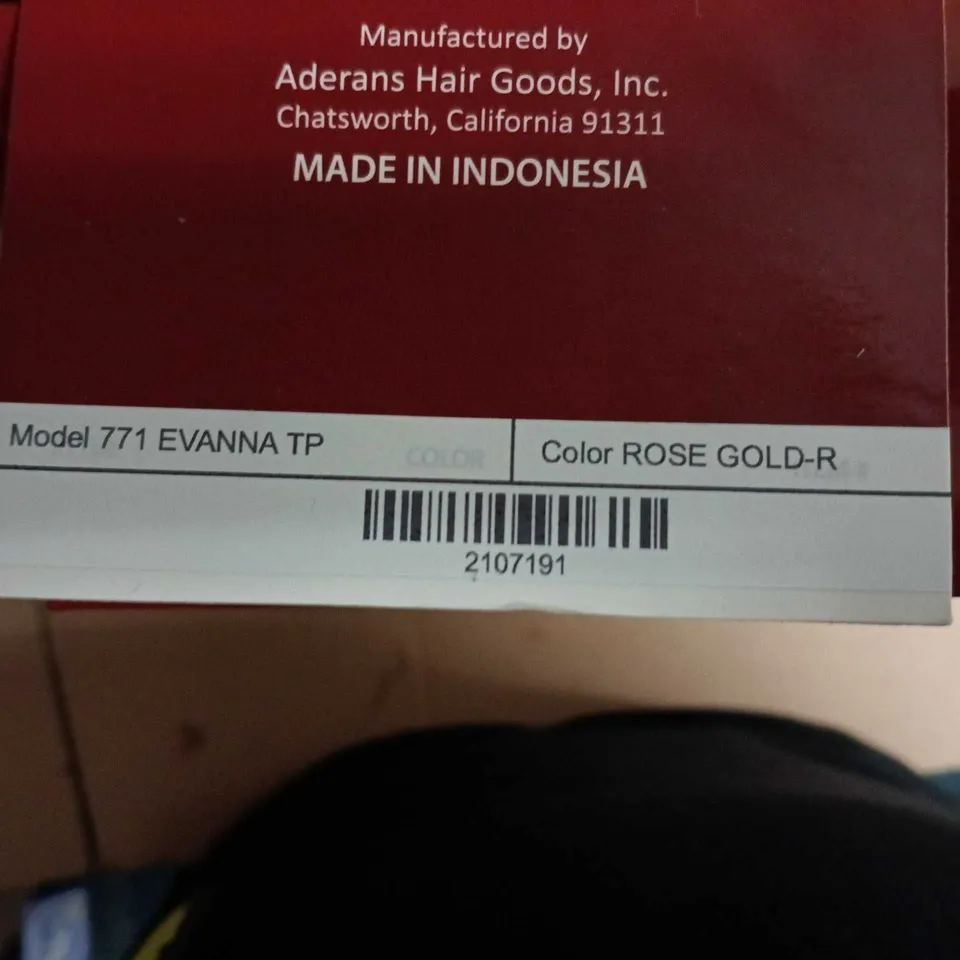 Manufactured by
Aderans Hair Goods, Inc.
Chatsworth, California 91311
MADE IN INDONESIA
Model 771 EVANNA TP
COLOR
Color ROSE GOLD-R
2107191